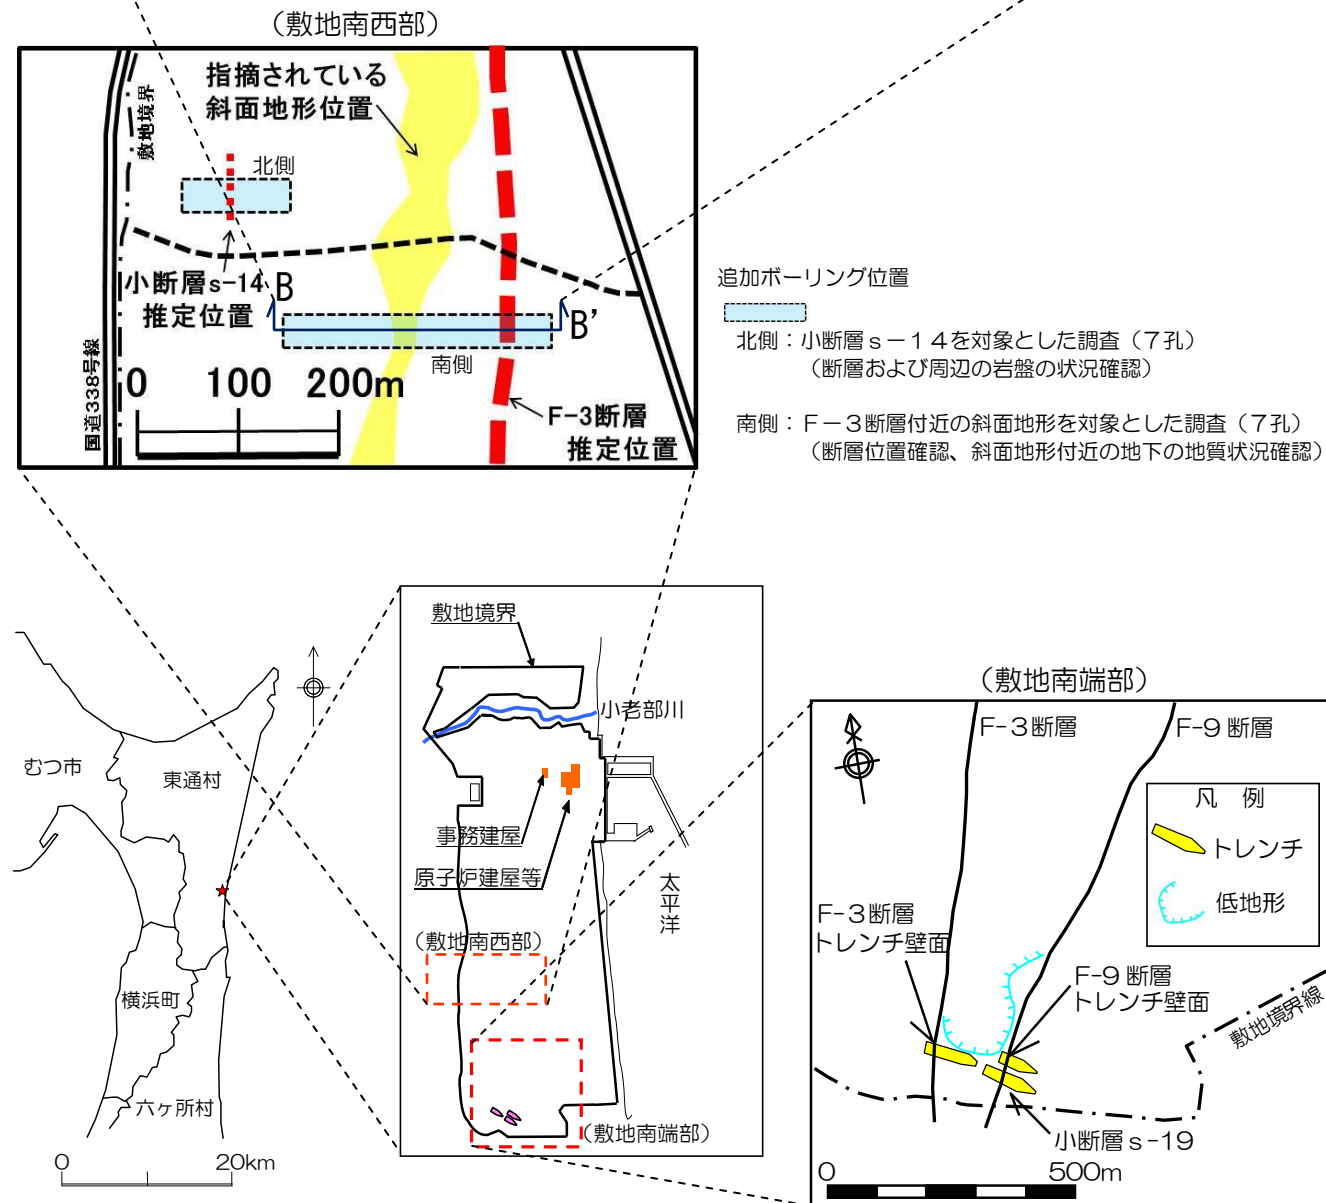 （敷地南西部）
指摘されている
斜面地形位置
敷地境界
北側
小断層s-14
推定位置
B
B’
南側
国道338号線
0 100 200m
F-3断層
推定位置
追加ボーリング位置
北側：小断層ｓ－１４を対象とした調査（７孔）
（断層および周辺の岩盤の状況確認）
南側：Ｆ－３断層付近の斜面地形を対象とした調査（７孔）
（断層位置確認、斜面地形付近の地下の地質状況確認）
むつ市
東通村
横浜町
六ヶ所村
0 20km
敷地境界
小老部川
事務建屋
原子炉建屋等
太平洋
（敷地南西部）
（敷地南端部）
（敷地南端部）
F-3断層
F-9 断層
凡 例
トレンチ
低地形
F-3断層
トレンチ壁面
F-9 断層
トレンチ壁面
敷地境界線
小断層ｓ-19
0 500m